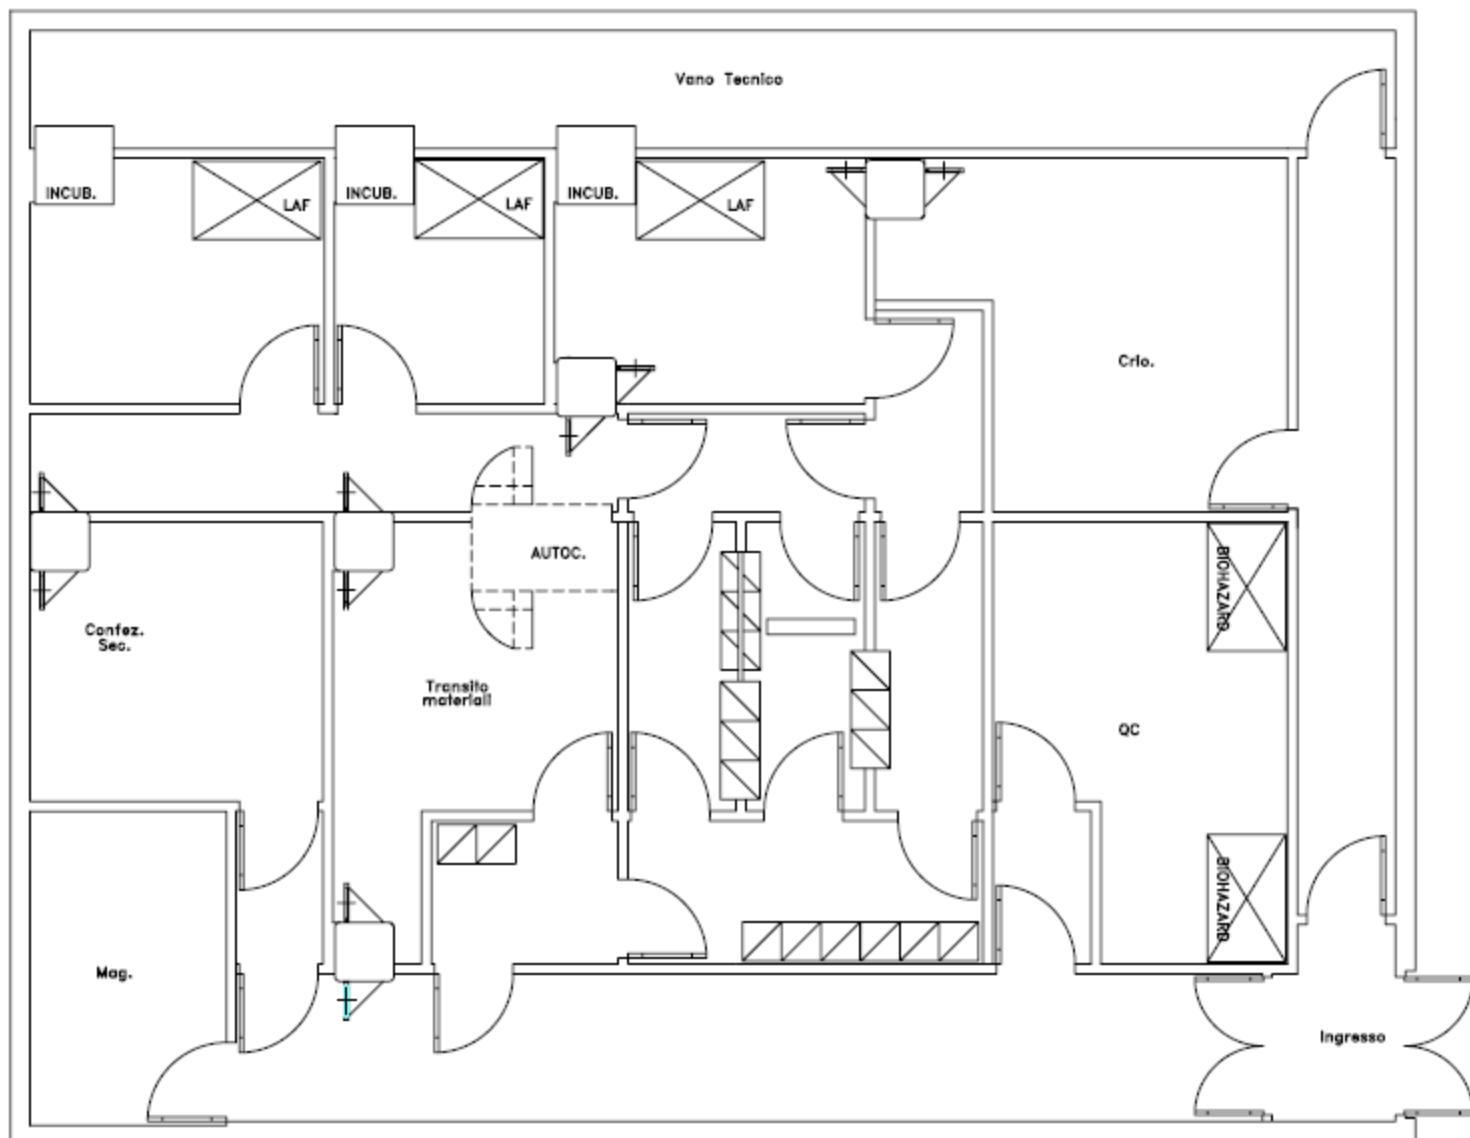 Vano Tecnico
INCUB.
LAF
INCUB.
LAF
INCUB.
LAF
Crio.
AUTOC.
BIOHAZARD
Confez.
Sec.
Transito
materiali
QC
BIOHAZARD
Mag.
Ingresso